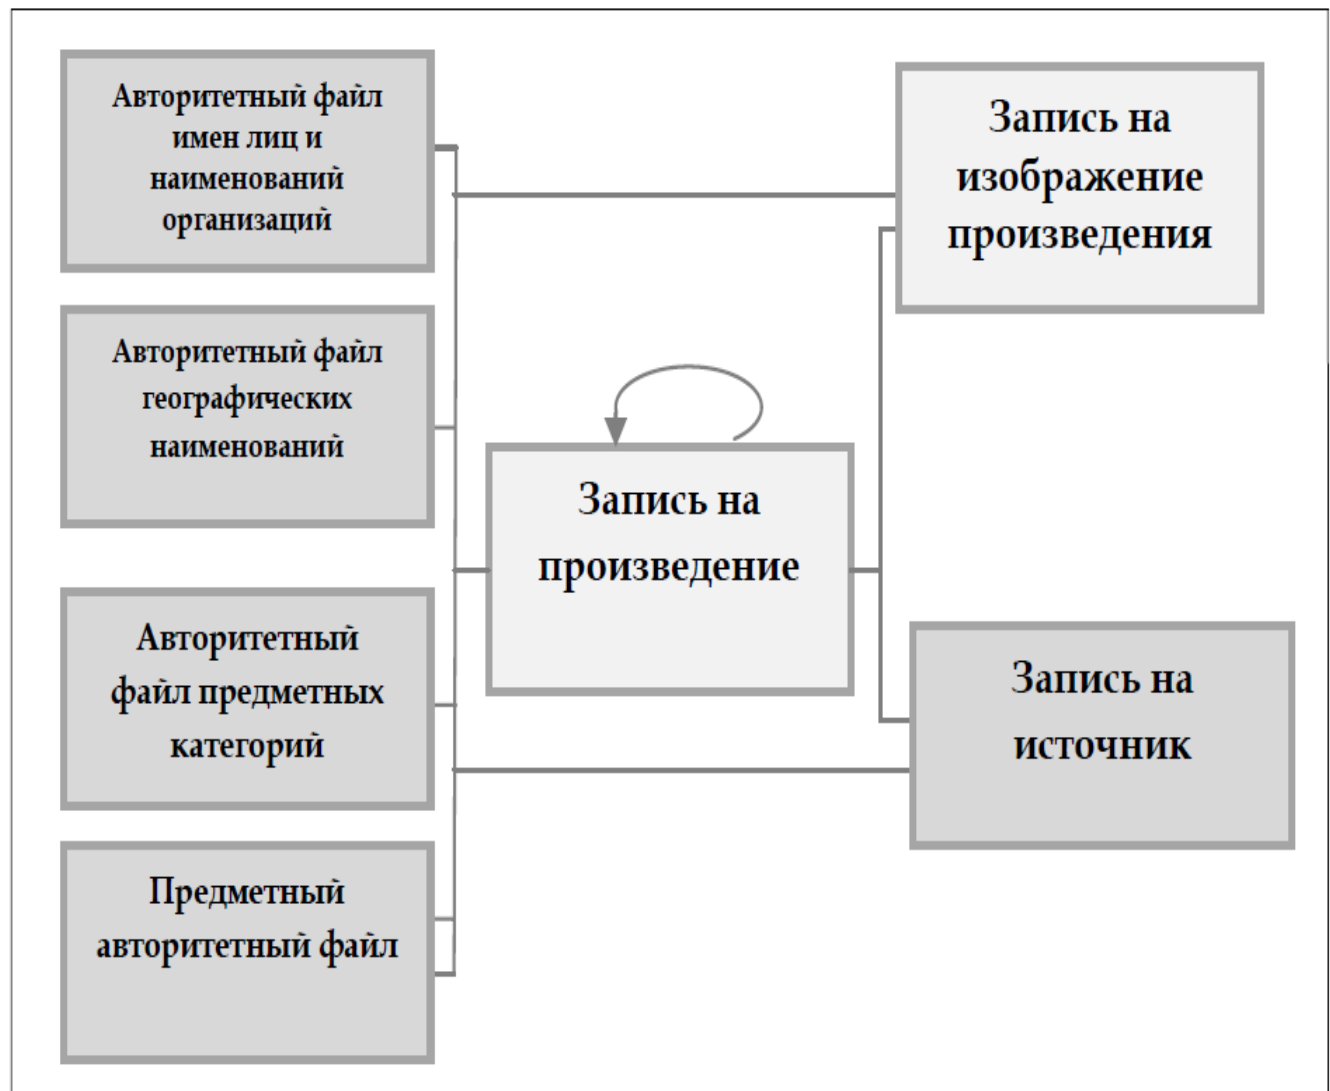 Авторитетный файл
имен лиц и
наименований
организаций
Авторитетный файл
географических
наименований
Авторитетный
файл предметных
категорий
Предметный
авторитетный файл
Запись на
произведение
Запись на
изображение
произведения
Запись на
источник